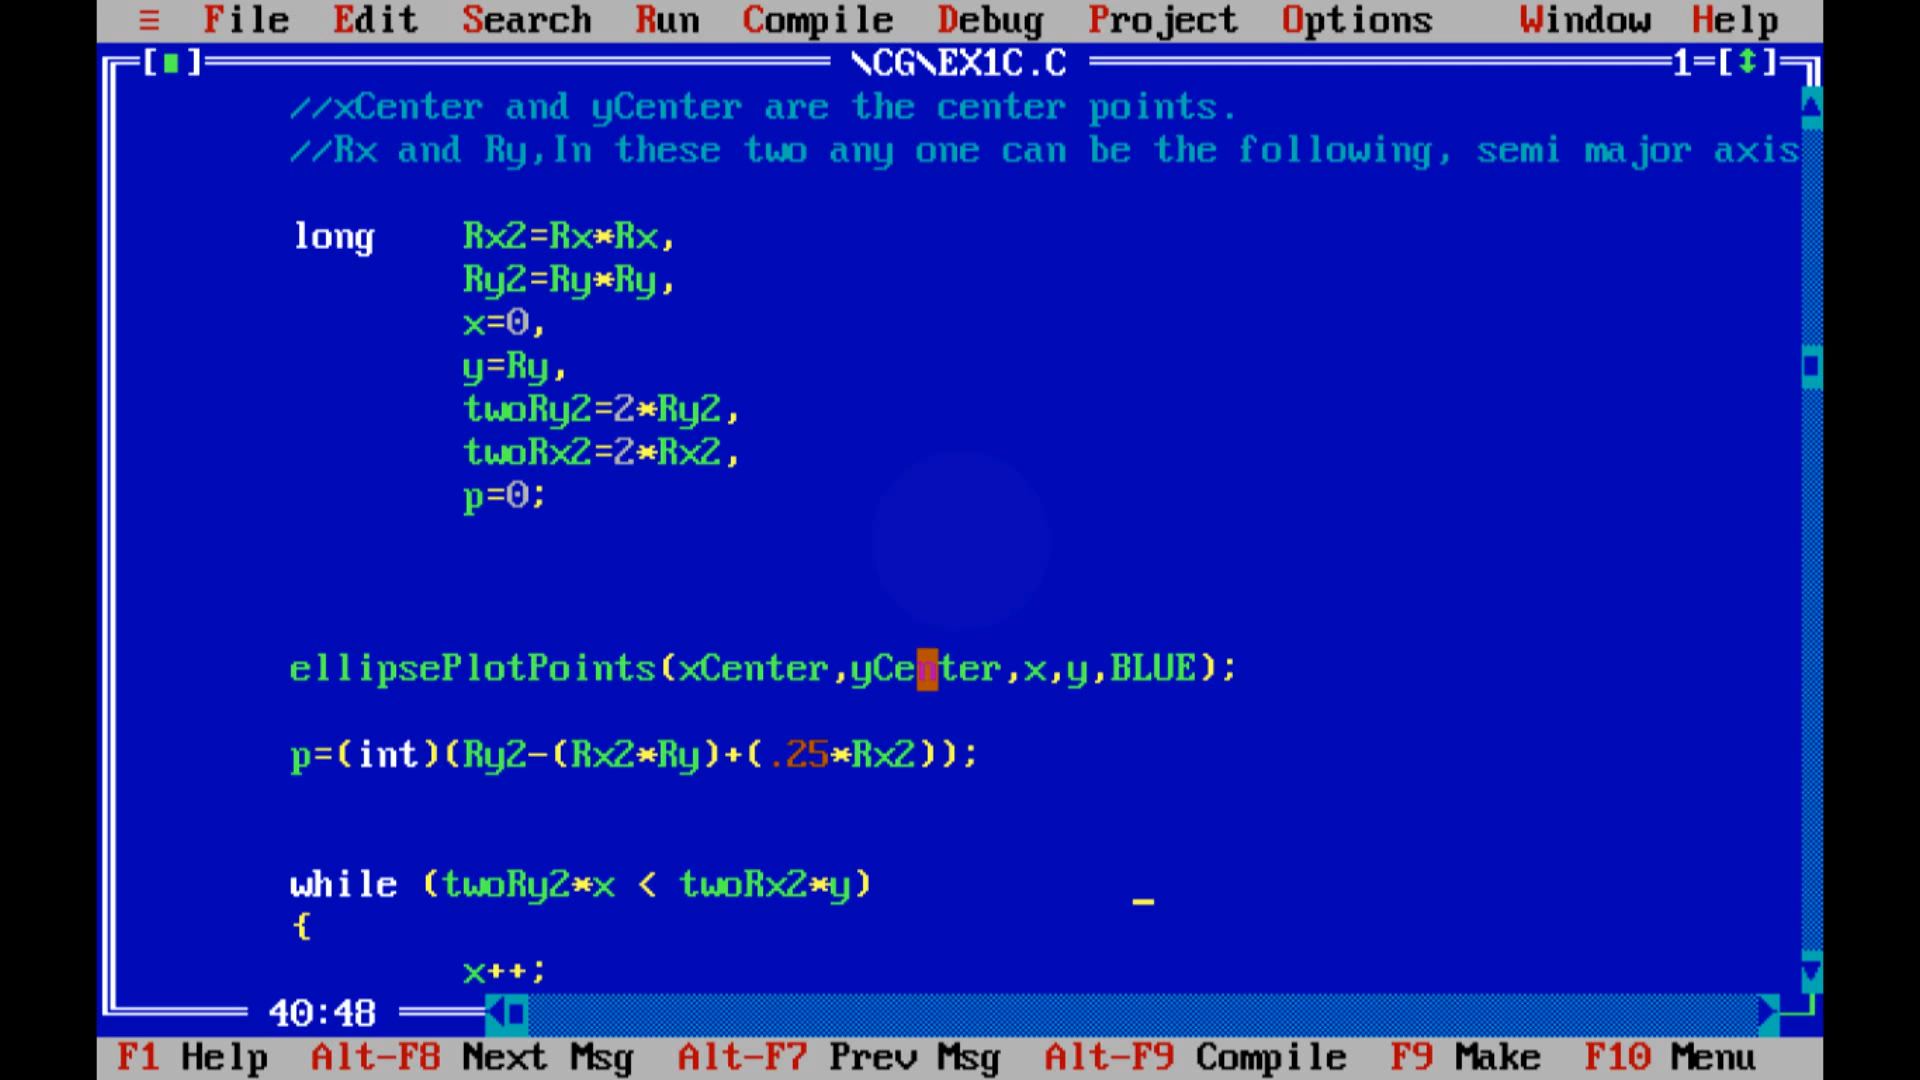 ≡ File Edit Search Run Compile Debug Project Options Window Help
[■] \CG\EX1C.C 1=[↕]
//xCenter and yCenter are the center points.
//Rx and Ry,In these two any one can be the following, semi major axis
long Rx2=Rx*Rx,
Ry2=Ry*Ry,
x=0,
y=Ry,
twoRy2=2*Ry2,
twoRx2=2*Rx2,
p=0;
ellipsePlotPoints(xCenter,yCenter,x,y,BLUE);
p=(int)(Ry2-(Rx2*Ry)+(.25*Rx2));
while (twoRy2*x < twoRx2*y)
{
x++;
40:48
F1 Help Alt-F8 Next Msg Alt-F7 Prev Msg Alt-F9 Compile F9 Make F10 Menu